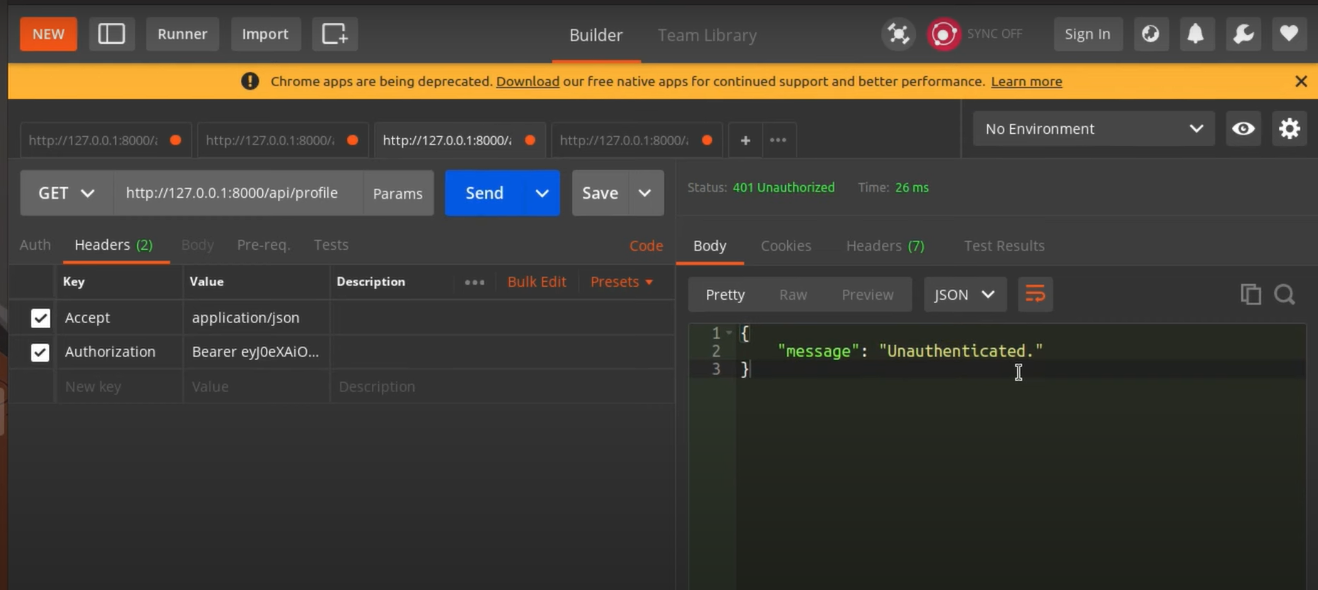 NEW Runner Import Builder Team Library SYNC OFF Sign In
Chrome apps are being deprecated. Download our free native apps for continued support and better performance. Learn more
http://127.0.0.1:8000/ http://127.0.0.1:8000/ http://127.0.0.1:8000/ http://127.0.0.1:8000/ + ••• No Environment
GET http://127.0.0.1:8000/api/profile Params Send Save
Status: 401 Unauthorized Time: 26 ms
Auth Headers (2) Body Pre-req. Tests Code
Body Cookies Headers (7) Test Results
Key Value Description ••• Bulk Edit Presets
Pretty Raw Preview JSON
Accept application/json
Authorization Bearer eyJ0eXAiO...
New key Value Description
1 {
2 "message": "Unauthenticated."
3 }